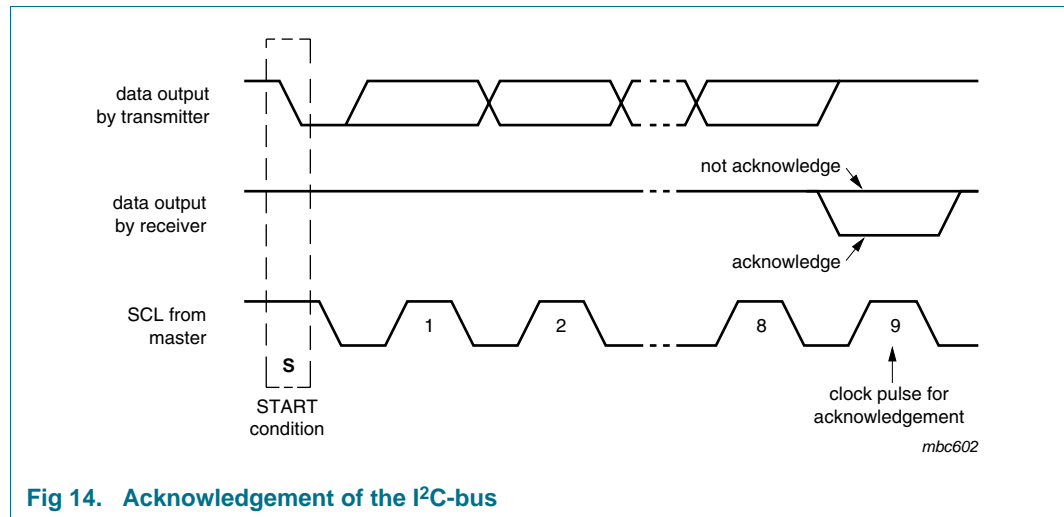 data output
by transmitter
not acknowledge
data output
by receiver
acknowledge
SCL from
master
1
2
8
9
S
START
condition
clock pulse for
acknowledgement
mbc602
Fig 14. Acknowledgement of the I²C-bus